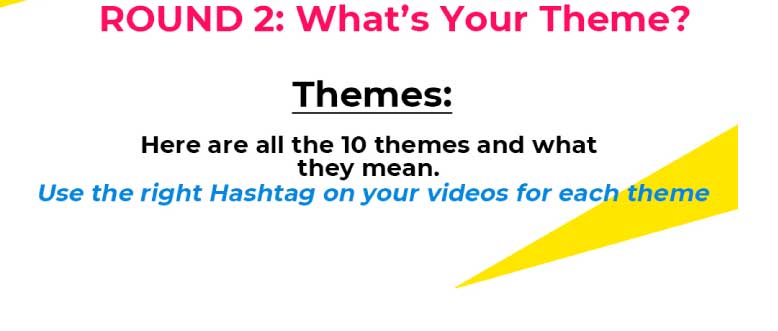 ROUND 2: What’s Your Theme?
Themes:
Here are all the 10 themes and what
they mean.
Use the right Hashtag on your videos for each theme